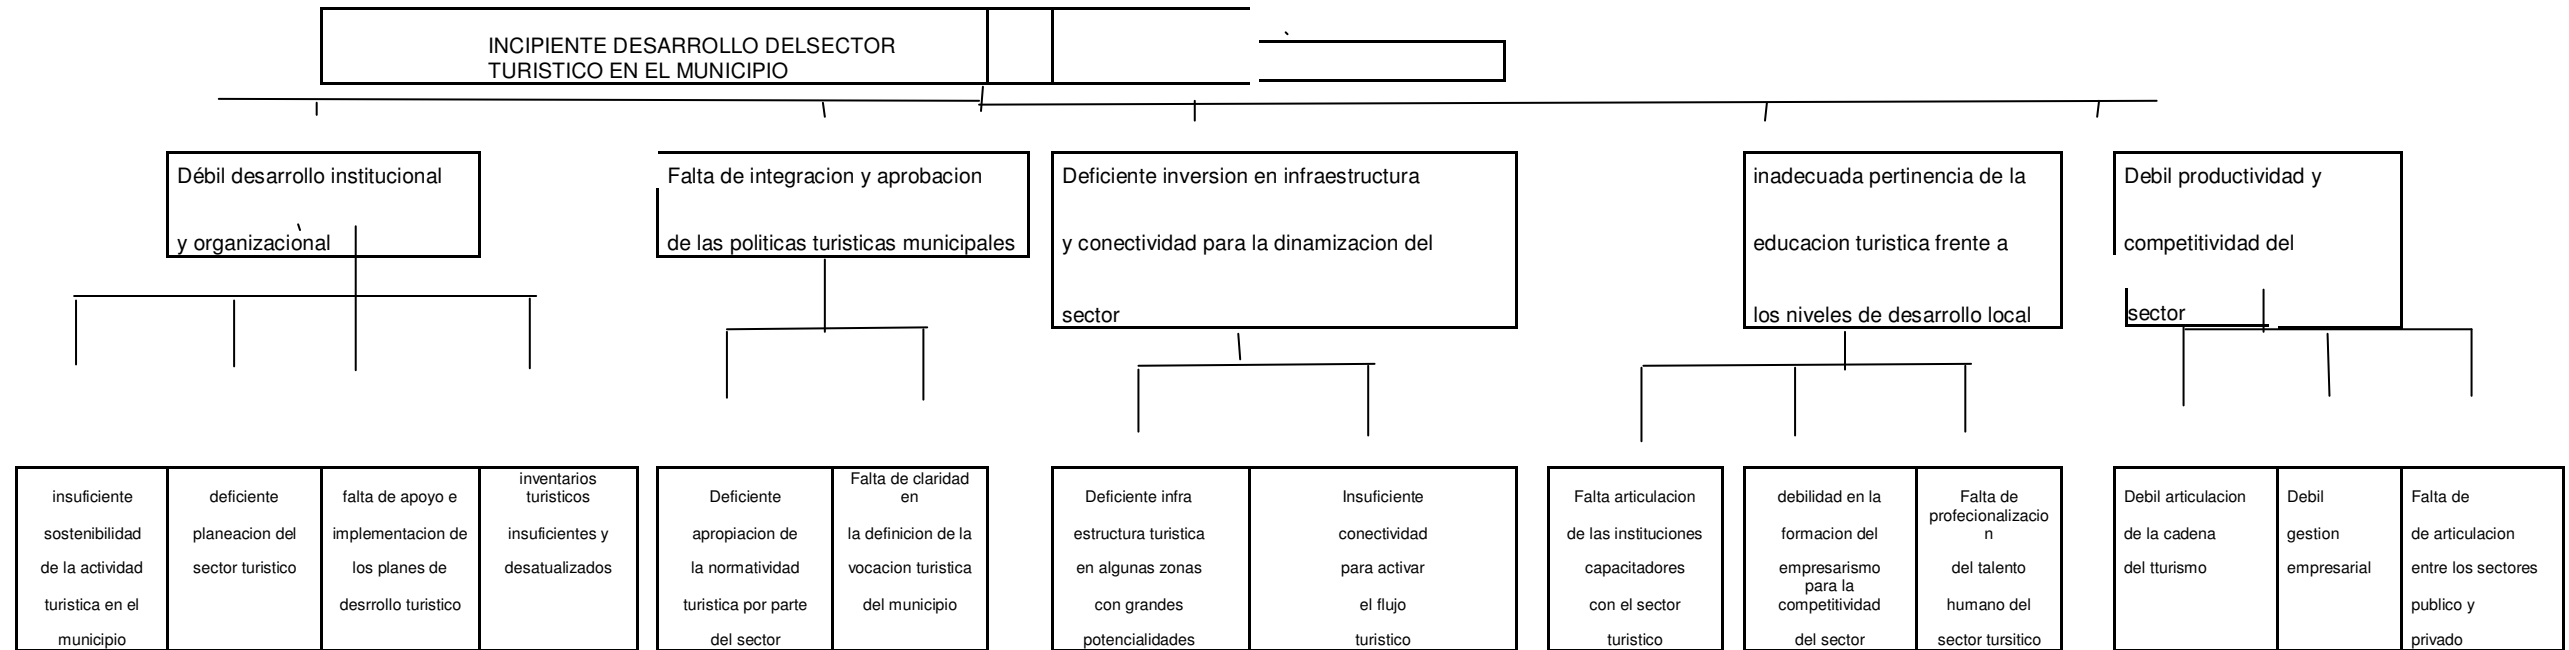 INCIPIENTE DESARROLLO DELSECTOR
TURISTICO EN EL MUNICIPIO
Débil desarrollo institucional
y organizacional
Falta de integracion y aprobacion
de las politicas turisticas municipales
Deficiente inversion en infraestructura
y conectividad para la dinamizacion del
sector
inadecuada pertinencia de la
educacion turistica frente a
los niveles de desarrollo local
Debil productividad y
competitividad del
sector
insuficiente
sostenibilidad
de la actividad
turistica en el
municipio
deficiente
planeacion del
sector turistico
falta de apoyo e
implementacion de
los planes de
desrrollo turistico
inventarios
turisticos
insuficientes y
desatualizados
Deficiente
apropiacion de
la normatividad
turistica por parte
del sector
Falta de claridad
en
la definicion de la
vocacion turistica
del municipio
Deficiente infra
estructura turistica
en algunas zonas
con grandes
potencialidades
Insuficiente
conectividad
para activar
el flujo
turistico
Falta articulacion
de las instituciones
capacitadores
con el sector
turistico
debilidad en la
formacion del
empresarismo
para la
competitividad
del sector
Falta de
profecionalizacio
n
del talento
humano del
sector tursitico
Debil articulacion
de la cadena
del tturismo
Debil
gestion
empresarial
Falta de
de articulacion
entre los sectores
publico y
privado